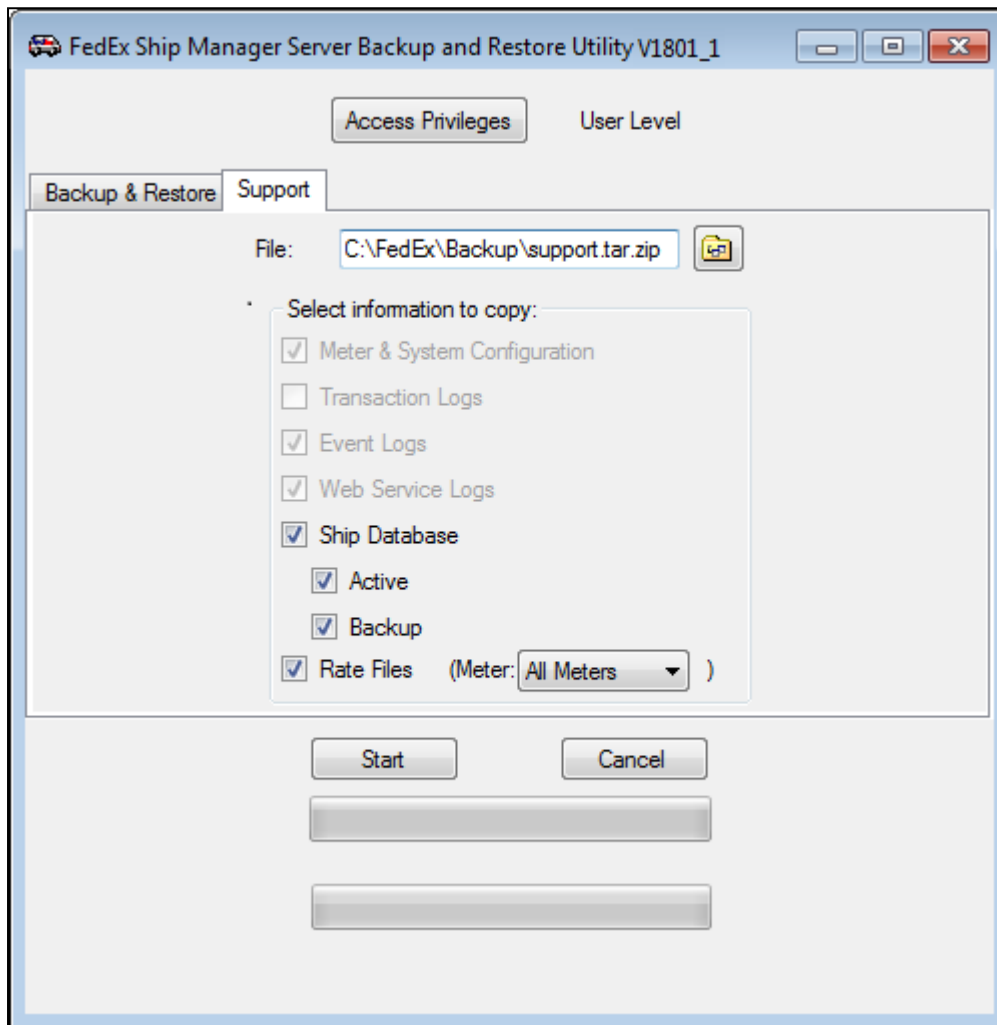 FedEx Ship Manager Server Backup and Restore Utility V1801_1
Access Privileges User Level
Backup & Restore Support
File: C:\FedEx\Backup\support.tar.zip
Select information to copy:
Meter & System Configuration
Transaction Logs
Event Logs
Web Service Logs
Ship Database
Active
Backup
Rate Files (Meter: All Meters )
Start Cancel